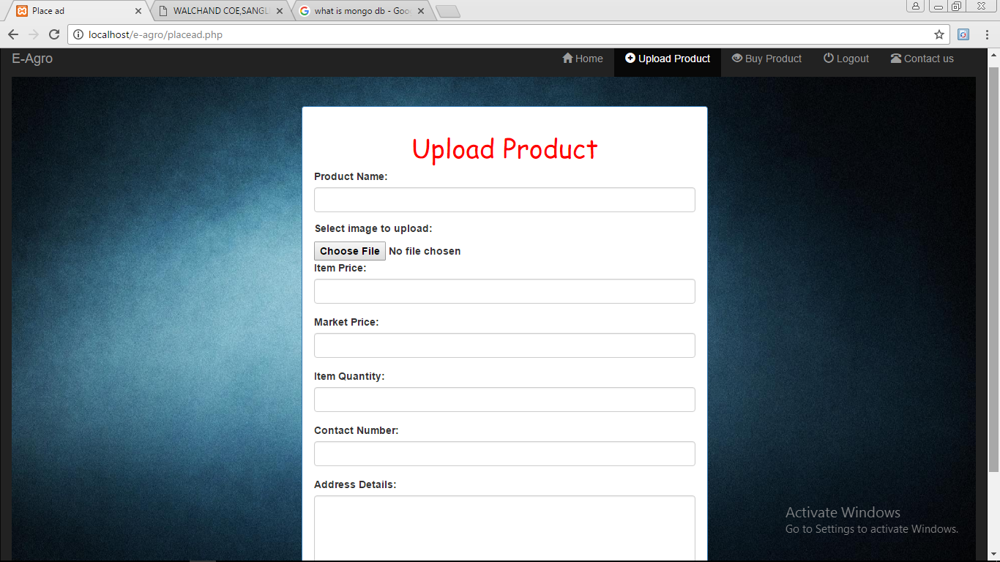 Place ad
WALCHAND COE,SANGL
what is mongo db - Goo
localhost/e-agro/placead.php
E-Agro
Home
Upload Product
Buy Product
Logout
Contact us
Upload Product
Product Name:
Select image to upload:
Choose File No file chosen
Item Price:
Market Price:
Item Quantity:
Contact Number:
Address Details:
Activate Windows
Go to Settings to activate Windows.